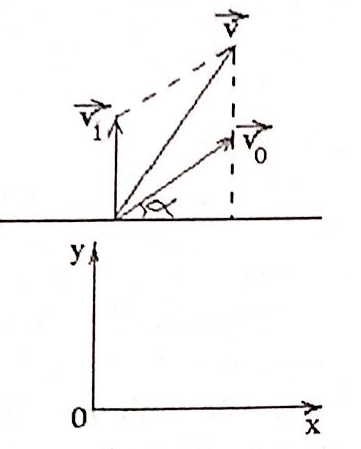 v
v₁
v₀
α
y
0
x